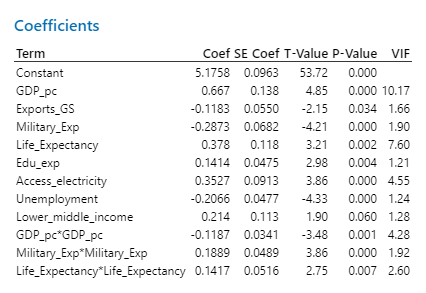 Coefficients
Term Coef SE Coef T-Value P-Value VIF
Constant 5.1758 0.0963 53.72 0.000
GDP_pc 0.667 0.138 4.85 0.000 10.17
Exports_GS -0.1183 0.0550 -2.15 0.034 1.66
Military_Exp -0.2873 0.0682 -4.21 0.000 1.90
Life_Expectancy 0.378 0.118 3.21 0.002 7.60
Edu_exp 0.1414 0.0475 2.98 0.004 1.21
Access_electricity 0.3527 0.0913 3.86 0.000 4.55
Unemployment -0.2066 0.0477 -4.33 0.000 1.24
Lower_middle_income 0.214 0.113 1.90 0.060 1.28
GDP_pc*GDP_pc -0.1187 0.0341 -3.48 0.001 4.28
Military_Exp*Military_Exp 0.1889 0.0489 3.86 0.000 1.92
Life_Expectancy*Life_Expectancy 0.1417 0.0516 2.75 0.007 2.60